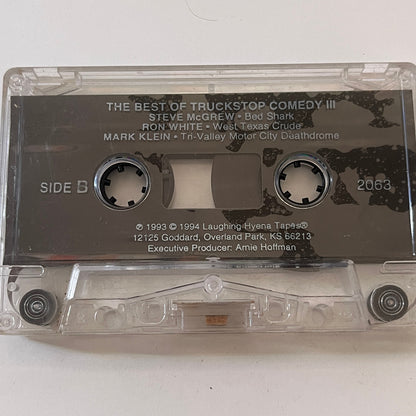 THE BEST OF TRUCKSTOP COMEDY III
STEVE McGREW • Bed Shark
RON WHITE • West Texas Crude
MARK KLEIN • Tri-Valley Motor City Deathdrome
SIDE B
2063
℗ 1993 © 1994 Laughing Hyena Tapes®
12125 Goddard, Overland Park, KS 66213
Executive Producer: Arnie Hoffman